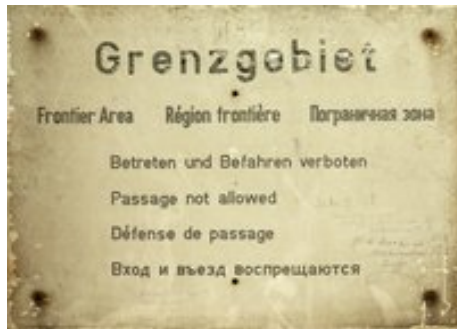 Grenzgebiet
Frontier Area Région frontière Пограничная зона
Betreten und Befahren verboten
Passage not allowed
Défense de passage
Вход и въезд воспрещаются